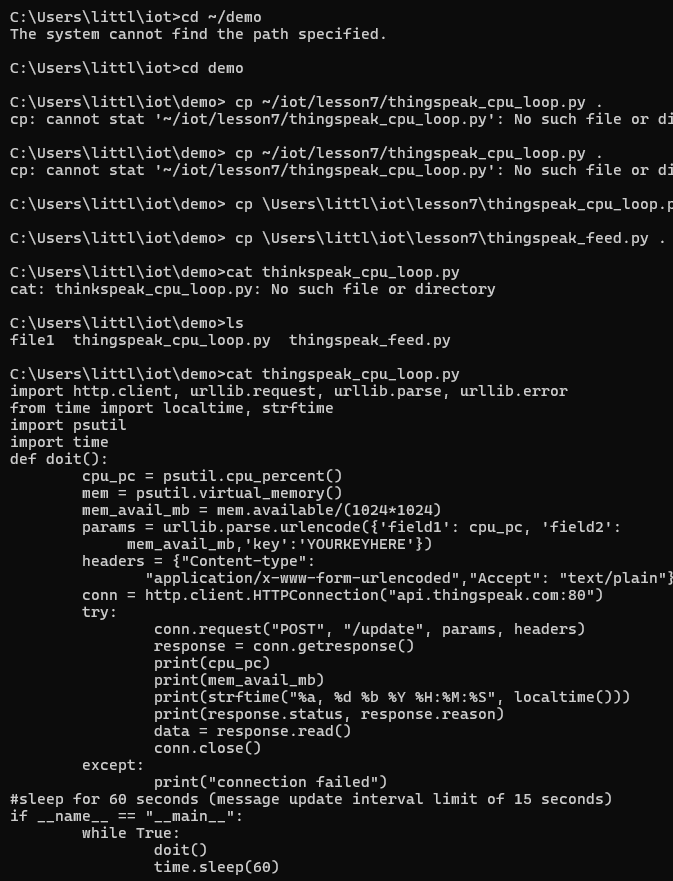 C:\Users\littl\iot>cd ~/demo
The system cannot find the path specified.
C:\Users\littl\iot>cd demo
C:\Users\littl\iot\demo> cp ~/iot/lesson7/thingspeak_cpu_loop.py .
cp: cannot stat '~/iot/lesson7/thingspeak_cpu_loop.py': No such file or di
C:\Users\littl\iot\demo> cp ~/iot/lesson7/thingspeak_cpu_loop.py .
cp: cannot stat '~/iot/lesson7/thingspeak_cpu_loop.py': No such file or di
C:\Users\littl\iot\demo> cp \Users\littl\iot\lesson7\thingspeak_cpu_loop.p
C:\Users\littl\iot\demo> cp \Users\littl\iot\lesson7\thingspeak_feed.py .
C:\Users\littl\iot\demo>cat thinkspeak_cpu_loop.py
cat: thinkspeak_cpu_loop.py: No such file or directory
C:\Users\littl\iot\demo>ls
file1  thingspeak_cpu_loop.py  thingspeak_feed.py
C:\Users\littl\iot\demo>cat thingspeak_cpu_loop.py
import http.client, urllib.request, urllib.parse, urllib.error
from time import localtime, strftime
import psutil
import time
def doit():
        cpu_pc = psutil.cpu_percent()
        mem = psutil.virtual_memory()
        mem_avail_mb = mem.available/(1024*1024)
        params = urllib.parse.urlencode({'field1': cpu_pc, 'field2':
             mem_avail_mb,'key':'YOURKEYHERE'})
        headers = {"Content-type":
               "application/x-www-form-urlencoded","Accept": "text/plain"}
        conn = http.client.HTTPConnection("api.thingspeak.com:80")
        try:
                conn.request("POST", "/update", params, headers)
                response = conn.getresponse()
                print(cpu_pc)
                print(mem_avail_mb)
                print(strftime("%a, %d %b %Y %H:%M:%S", localtime()))
                print(response.status, response.reason)
                data = response.read()
                conn.close()
        except:
                print("connection failed")
#sleep for 60 seconds (message update interval limit of 15 seconds)
if __name__ == "__main__":
        while True:
                doit()
                time.sleep(60)